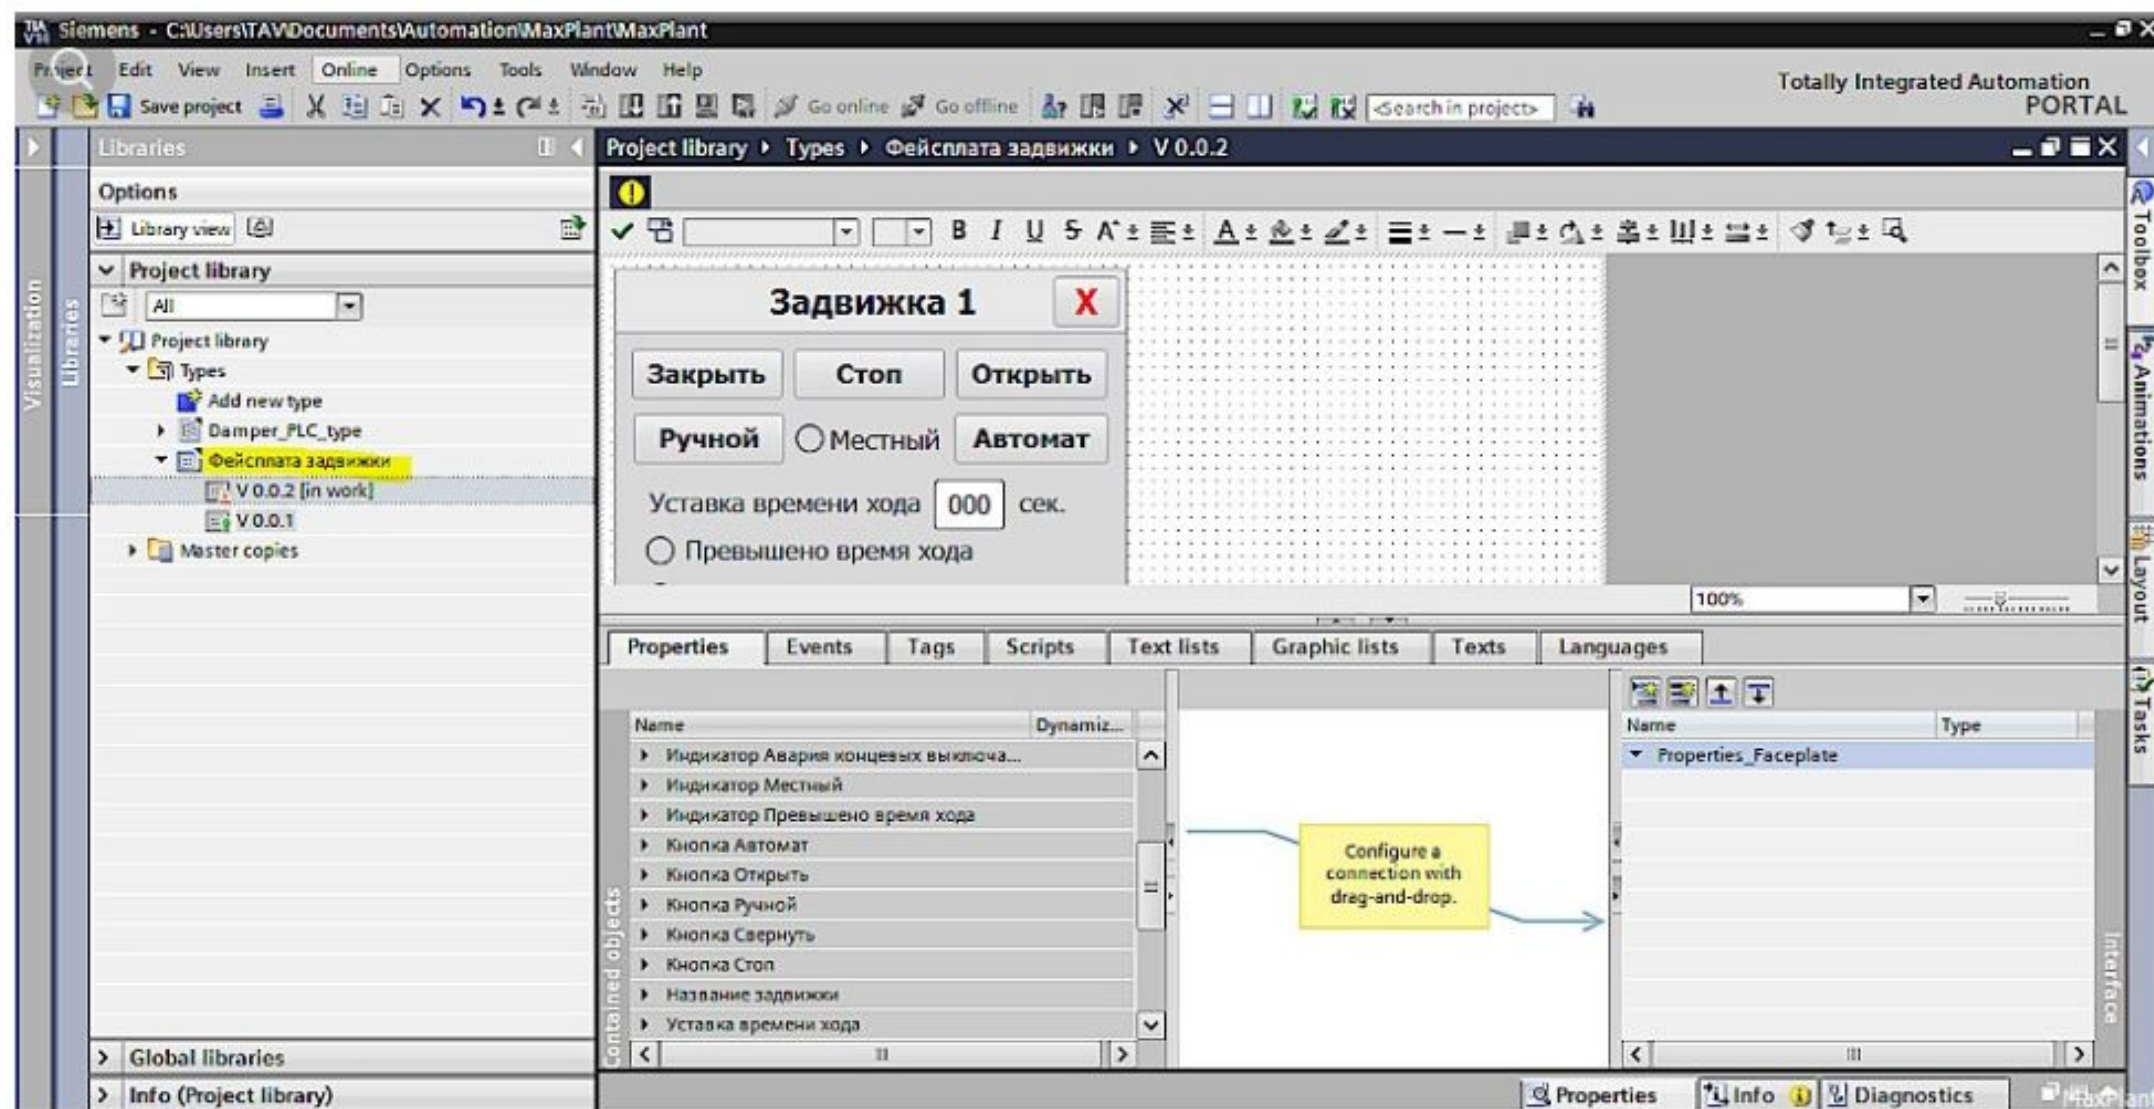 Siemens - C:\Users\TAV\Documents\Automation\MaxPlant\MaxPlant
Project Edit View Insert Online Options Tools Window Help
Totally Integrated Automation
PORTAL
Save project Go online Go offline <Search in project>
Libraries
Project library Types Фейсплата задвижки V 0.0.2
Options
Library view
Project library
All
Project library
Types
Add new type
Damper_PLC_type
Фейсплата задвижки
V 0.0.2 [in work]
V 0.0.1
Master copies
Global libraries
Info (Project library)
Visualization
Libraries
B I U S A
Задвижка 1 X
Закрыть Стоп Открыть
Ручной Местный Автомат
Уставка времени хода 000 сек.
Превышено время хода
100%
Properties Events Tags Scripts Text lists Graphic lists Texts Languages
Name Dynamiz...
Индикатор Авария концевых выключа...
Индикатор Местный
Индикатор Превышено время хода
Кнопка Автомат
Кнопка Открыть
Кнопка Ручной
Кнопка Свернуть
Кнопка Стоп
Название задвижки
Уставка времени хода
Contained objects
Configure a
connection with
drag-and-drop.
Name Type
Properties_Faceplate
Interface
Properties Info Diagnostics
Toolbox
Animations
Layout
Tasks